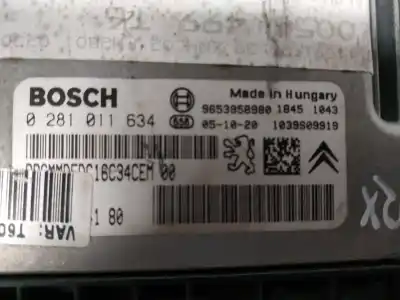 BOSCH
Made in Hungary
9653958980 1845 1043
0 281 011 634
05-10-20 1039S09919
EDC16C34CEM 00
80
VAR: T6C